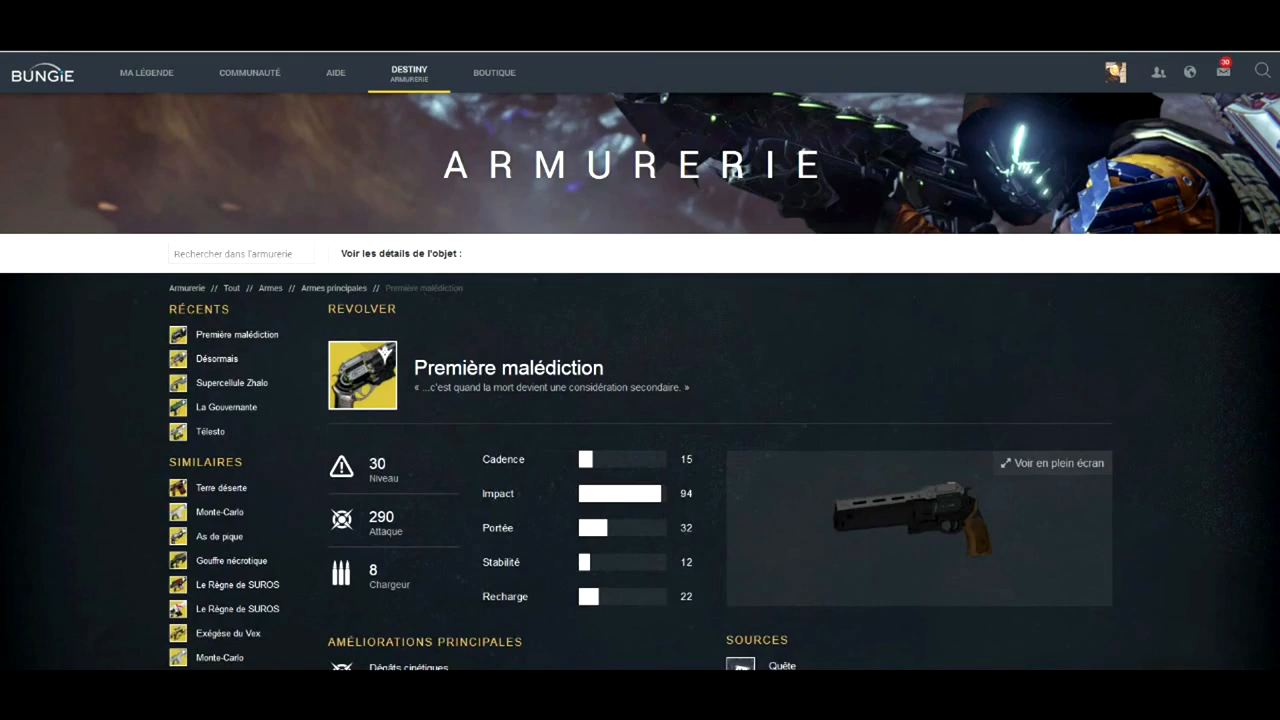 BUNGiE
MA LÉGENDE COMMUNAUTÉ AIDE DESTINY BOUTIQUE
ARMURERIE
30
ARMURERIE
Rechercher dans l'armurerie
Voir les détails de l'objet :
Armurerie // Tout // Armes // Armes principales // Première malédiction
RÉCENTS
Première malédiction
Désormais
Supercellule Zhalo
La Gouvernante
Télesto
SIMILAIRES
Terre déserte
Monte-Carlo
As de pique
Gouffre nécrotique
Le Règne de SUROS
Le Règne de SUROS
Exégèse du Vex
Monte-Carlo
REVOLVER
Première malédiction
« ...c'est quand la mort devient une considération secondaire. »
30
Niveau
290
Attaque
8
Chargeur
Cadence 15
Impact 94
Portée 32
Stabilité 12
Recharge 22
Voir en plein écran
AMÉLIORATIONS PRINCIPALES
Dégâts cinétiques
SOURCES
Quête